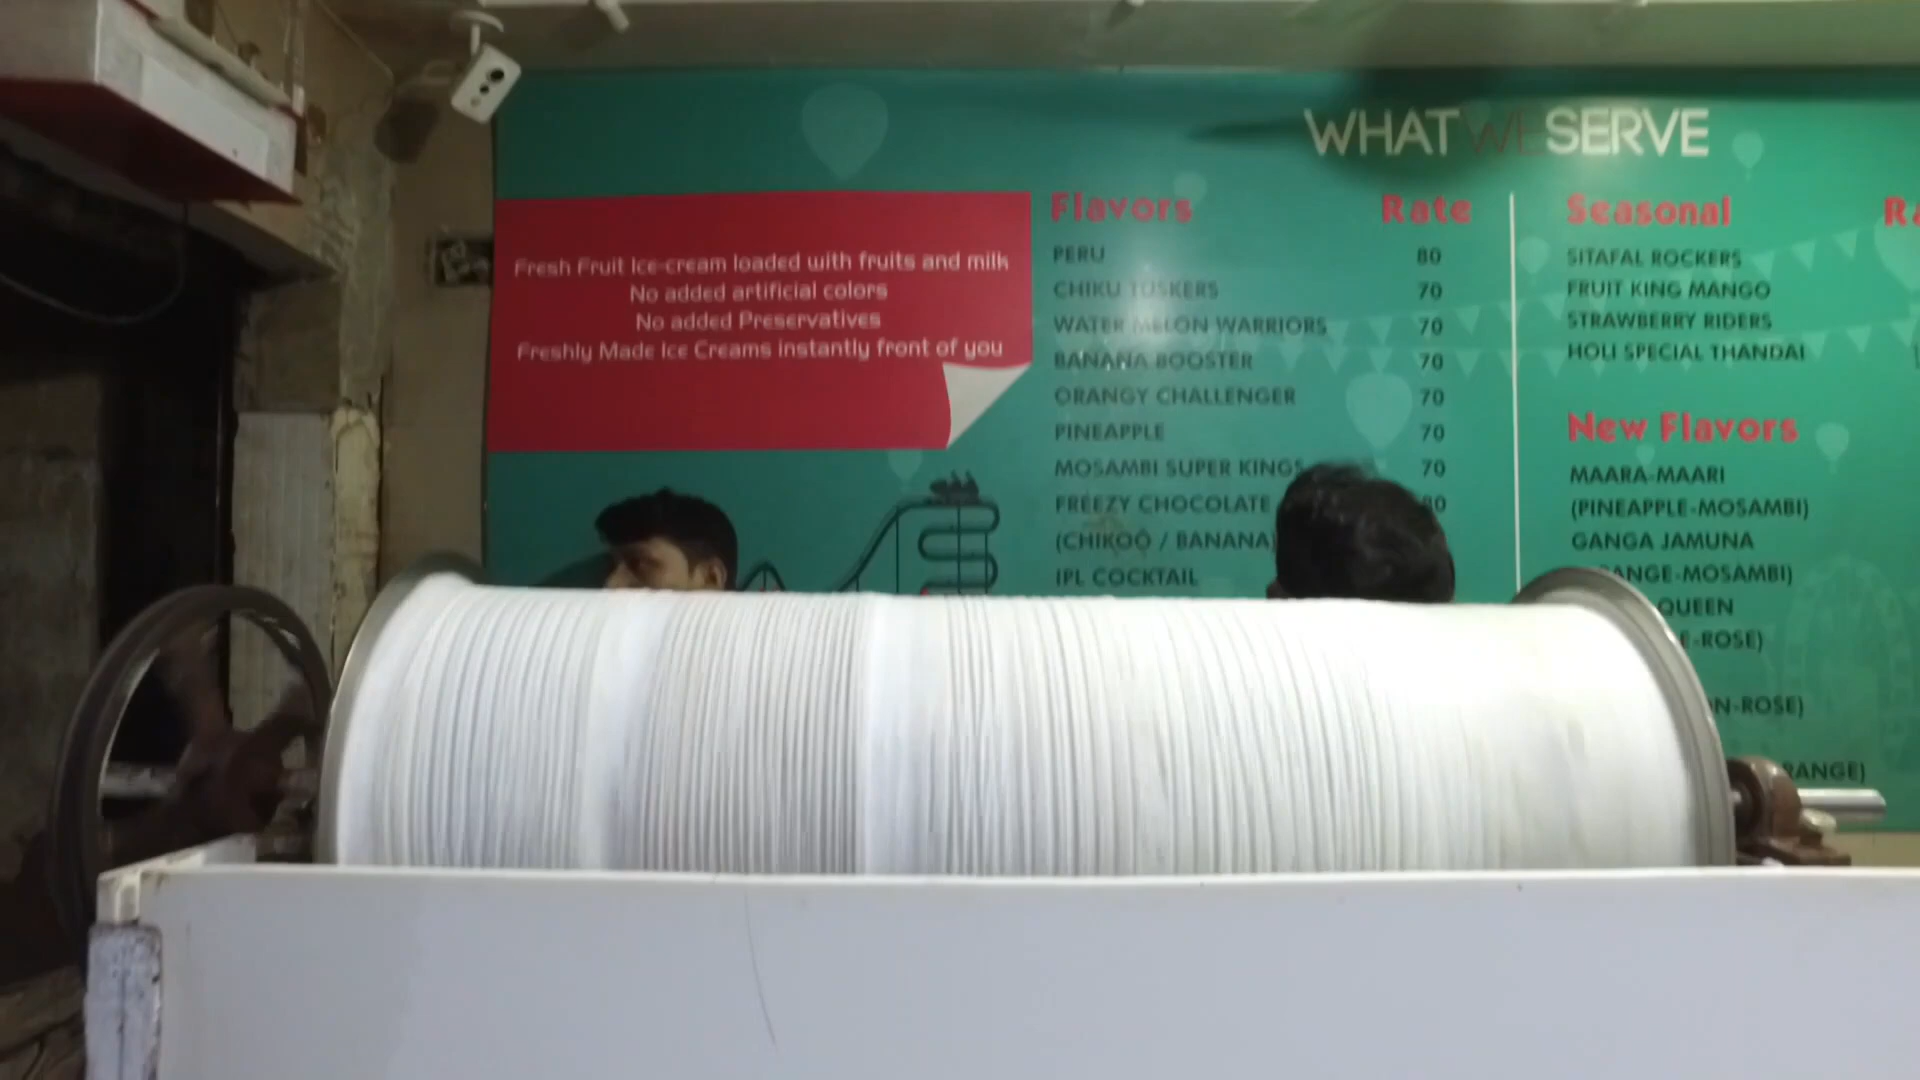 WHAT WE SERVE
Fresh Fruit Ice-cream loaded with fruits and milk
No added artificial colors
No added Preservatives
Freshly Made Ice Creams instantly front of you
Flavors Rate
PERU 80
CHIKU TUSKERS 70
WATER MELON WARRIORS 70
BANANA BOOSTER 70
ORANGY CHALLENGER 70
PINEAPPLE 70
MOSAMBI SUPER KINGS 70
FREEZY CHOCOLATE 80
(CHIKOO / BANANA)
IPL COCKTAIL
Seasonal
SITAFAL ROCKERS
FRUIT KING MANGO
STRAWBERRY RIDERS
HOLI SPECIAL THANDAI
New Flavors
MAARA-MAARI
(PINEAPPLE-MOSAMBI)
GANGA JAMUNA
MOSAMBI)
QUEEN
ROSE)
ROSE)